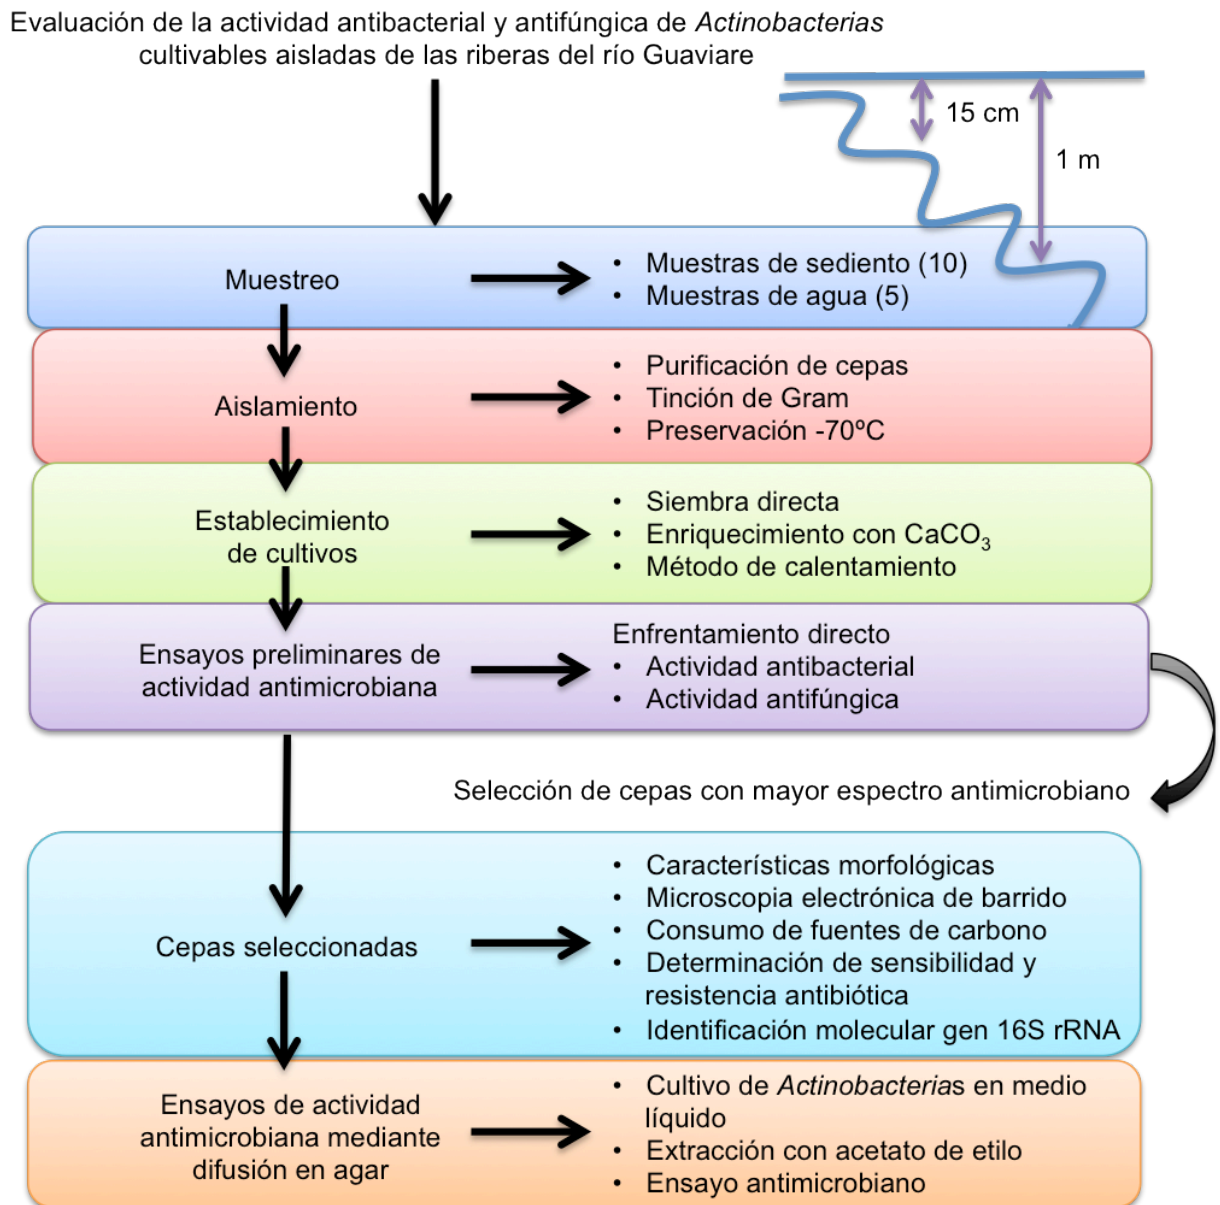 Evaluación de la actividad antibacterial y antifúngica de Actinobacterias
cultivables aisladas de las riberas del río Guaviare
15 cm
1 m
Muestreo
• Muestras de sediento (10)
• Muestras de agua (5)
Aislamiento
• Purificación de cepas
• Tinción de Gram
• Preservación -70ºC
Establecimiento
de cultivos
• Siembra directa
• Enriquecimiento con CaCO₃
• Método de calentamiento
Ensayos preliminares de
actividad antimicrobiana
Enfrentamiento directo
• Actividad antibacterial
• Actividad antifúngica
Selección de cepas con mayor espectro antimicrobiano
Cepas seleccionadas
• Características morfológicas
• Microscopia electrónica de barrido
• Consumo de fuentes de carbono
• Determinación de sensibilidad y
resistencia antibiótica
• Identificación molecular gen 16S rRNA
Ensayos de actividad
antimicrobiana mediante
difusión en agar
• Cultivo de Actinobacterias en medio
líquido
• Extracción con acetato de etilo
• Ensayo antimicrobiano